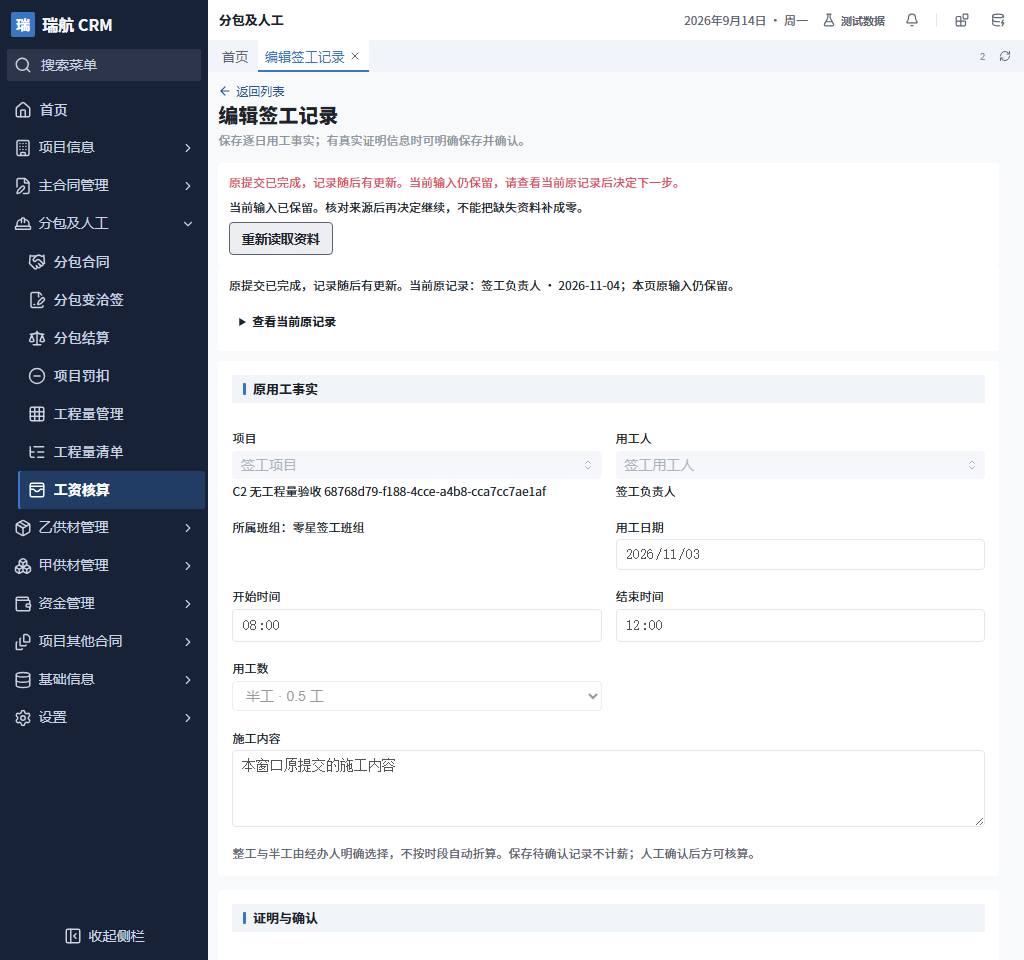 瑞 瑞航 CRM
搜索菜单
首页
项目信息
主合同管理
分包及人工
分包合同
分包变洽签
分包结算
项目罚扣
工程量管理
工程量清单
工资核算
乙供材管理
甲供材管理
资金管理
项目其他合同
基础信息
设置
收起侧栏
分包及人工
2026年9月14日 · 周一 测试数据
首页 编辑签工记录 × 2
← 返回列表
编辑签工记录
保存逐日用工事实；有真实证明信息时可明确保存并确认。
原提交已完成，记录随后有更新。当前输入仍保留，请查看当前原记录后决定下一步。
当前输入已保留。核对来源后再决定继续，不能把缺失资料补成零。
重新读取资料
原提交已完成，记录随后有更新。当前原记录：签工负责人 · 2026-11-04；本页原输入仍保留。
▶ 查看当前原记录
原用工事实
项目 用工人
签工项目 签工用工人
C2 无工程量验收 68768d79-f188-4cce-a4b8-cca7cc7ae1af 签工负责人
所属班组：零星签工班组 用工日期
2026/11/03
开始时间 结束时间
08:00 12:00
用工数
半工 · 0.5 工
施工内容
本窗口原提交的施工内容
整工与半工由经办人明确选择，不按时段自动折算。保存待确认记录不计薪；人工确认后方可核算。
证明与确认